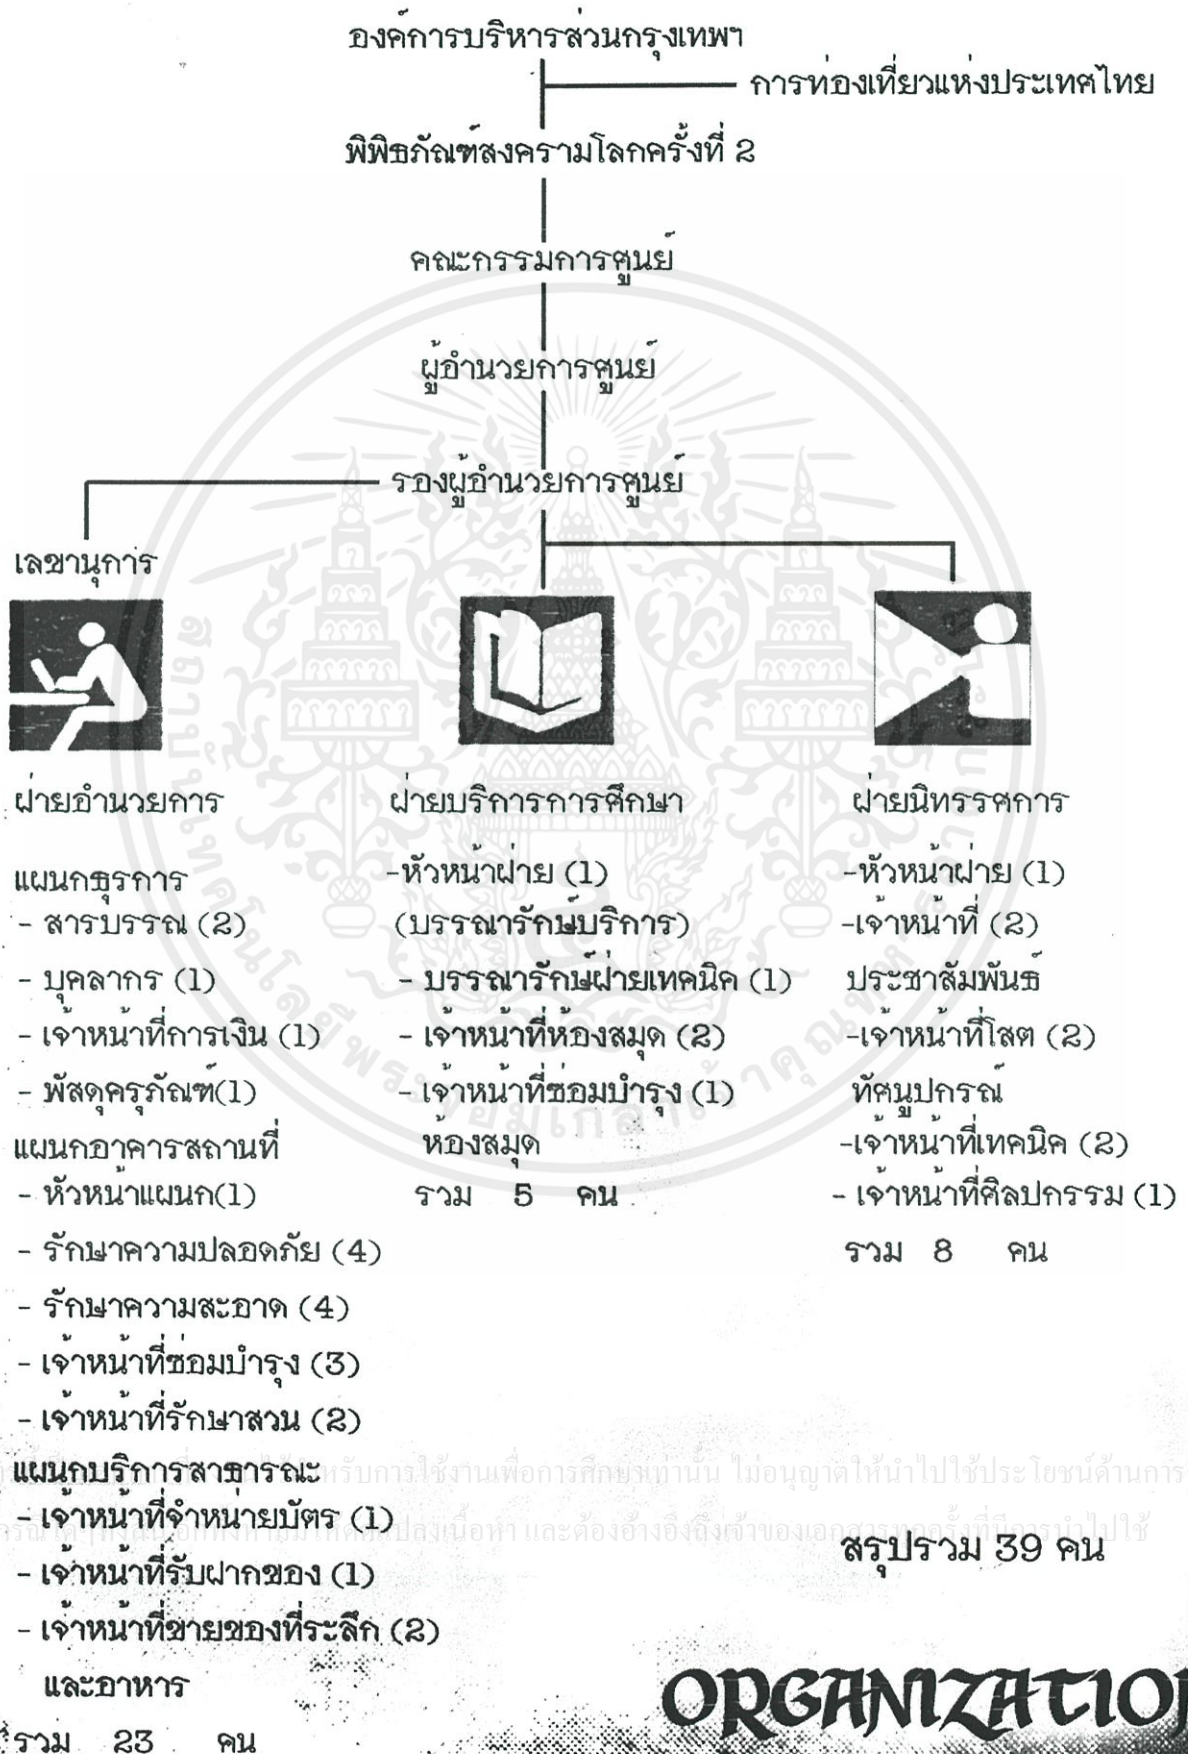 องค์การบริหารส่วนกรุงเทพฯ
การท่องเที่ยวแห่งประเทศไทย
พิพิธภัณฑ์สงครามโลกครั้งที่ 2
คณะกรรมการศูนย์
ผู้อำนวยการศูนย์
รองผู้อำนวยการศูนย์
เลขานุการ
ฝ่ายอำนวยการ
แผนกธุรการ
- สารบรรณ (2)
- บุคลากร (1)
- เจ้าหน้าที่การเงิน (1)
- พัสดุครุภัณฑ์(1)
แผนกอาคารสถานที่
- หัวหน้าแผนก(1)
- รักษาความปลอดภัย (4)
- รักษาความสะอาด (4)
- เจ้าหน้าที่ซ่อมบำรุง (3)
- เจ้าหน้าที่รักษาสวน (2)
แผนกบริการสาธารณะ
- เจ้าหน้าที่จำหน่ายบัตร (1)
- เจ้าหน้าที่รับฝากของ (1)
- เจ้าหน้าที่ขายของที่ระลึก (2)
และอาหาร
รวม 23 คน
ฝ่ายบริการการศึกษา
-หัวหน้าฝ่าย (1)
(บรรณารักษ์บริการ)
- บรรณารักษ์ฝ่ายเทคนิค (1)
- เจ้าหน้าที่ห้องสมุด (2)
- เจ้าหน้าที่ซ่อมบำรุง (1)
ห้องสมุด
รวม 5 คน
ฝ่ายนิทรรศการ
-หัวหน้าฝ่าย (1)
-เจ้าหน้าที่ (2)
ประชาสัมพันธ์
-เจ้าหน้าที่โสต (2)
ทัศนูปกรณ์
-เจ้าหน้าที่เทคนิค (2)
- เจ้าหน้าที่ศิลปกรรม (1)
รวม 8 คน
สรุปรวม 39 คน
ORGANIZATION